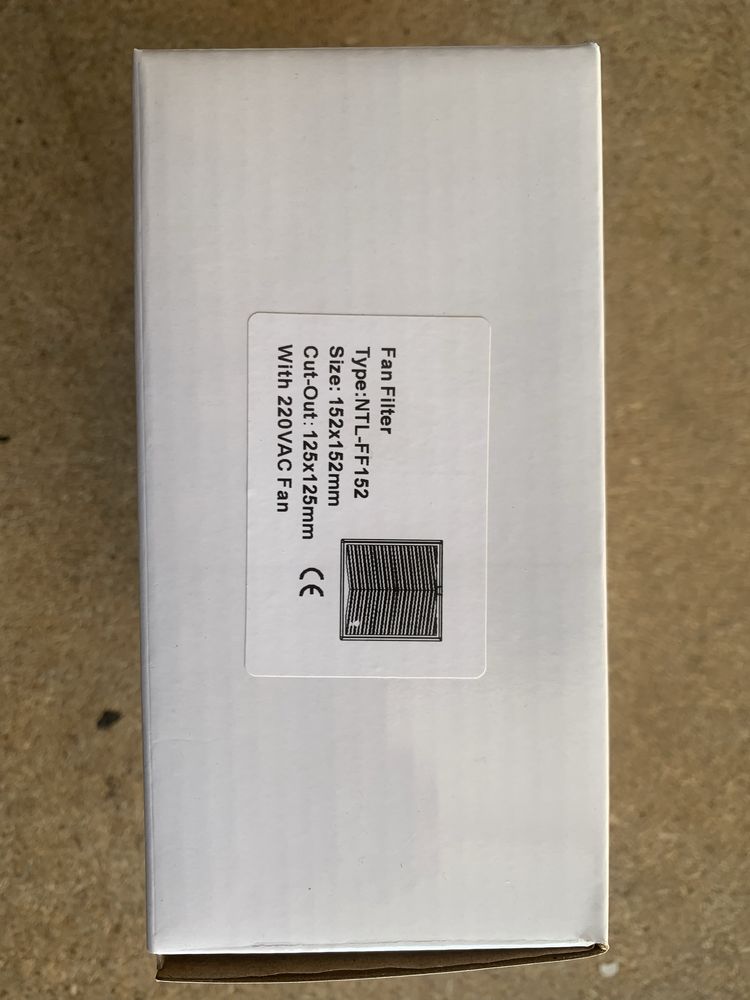 Fan Filter
Type:NTL-FF152
Size: 152x152mm
Cut-Out: 125x125mm
With 220VAC Fan
CE